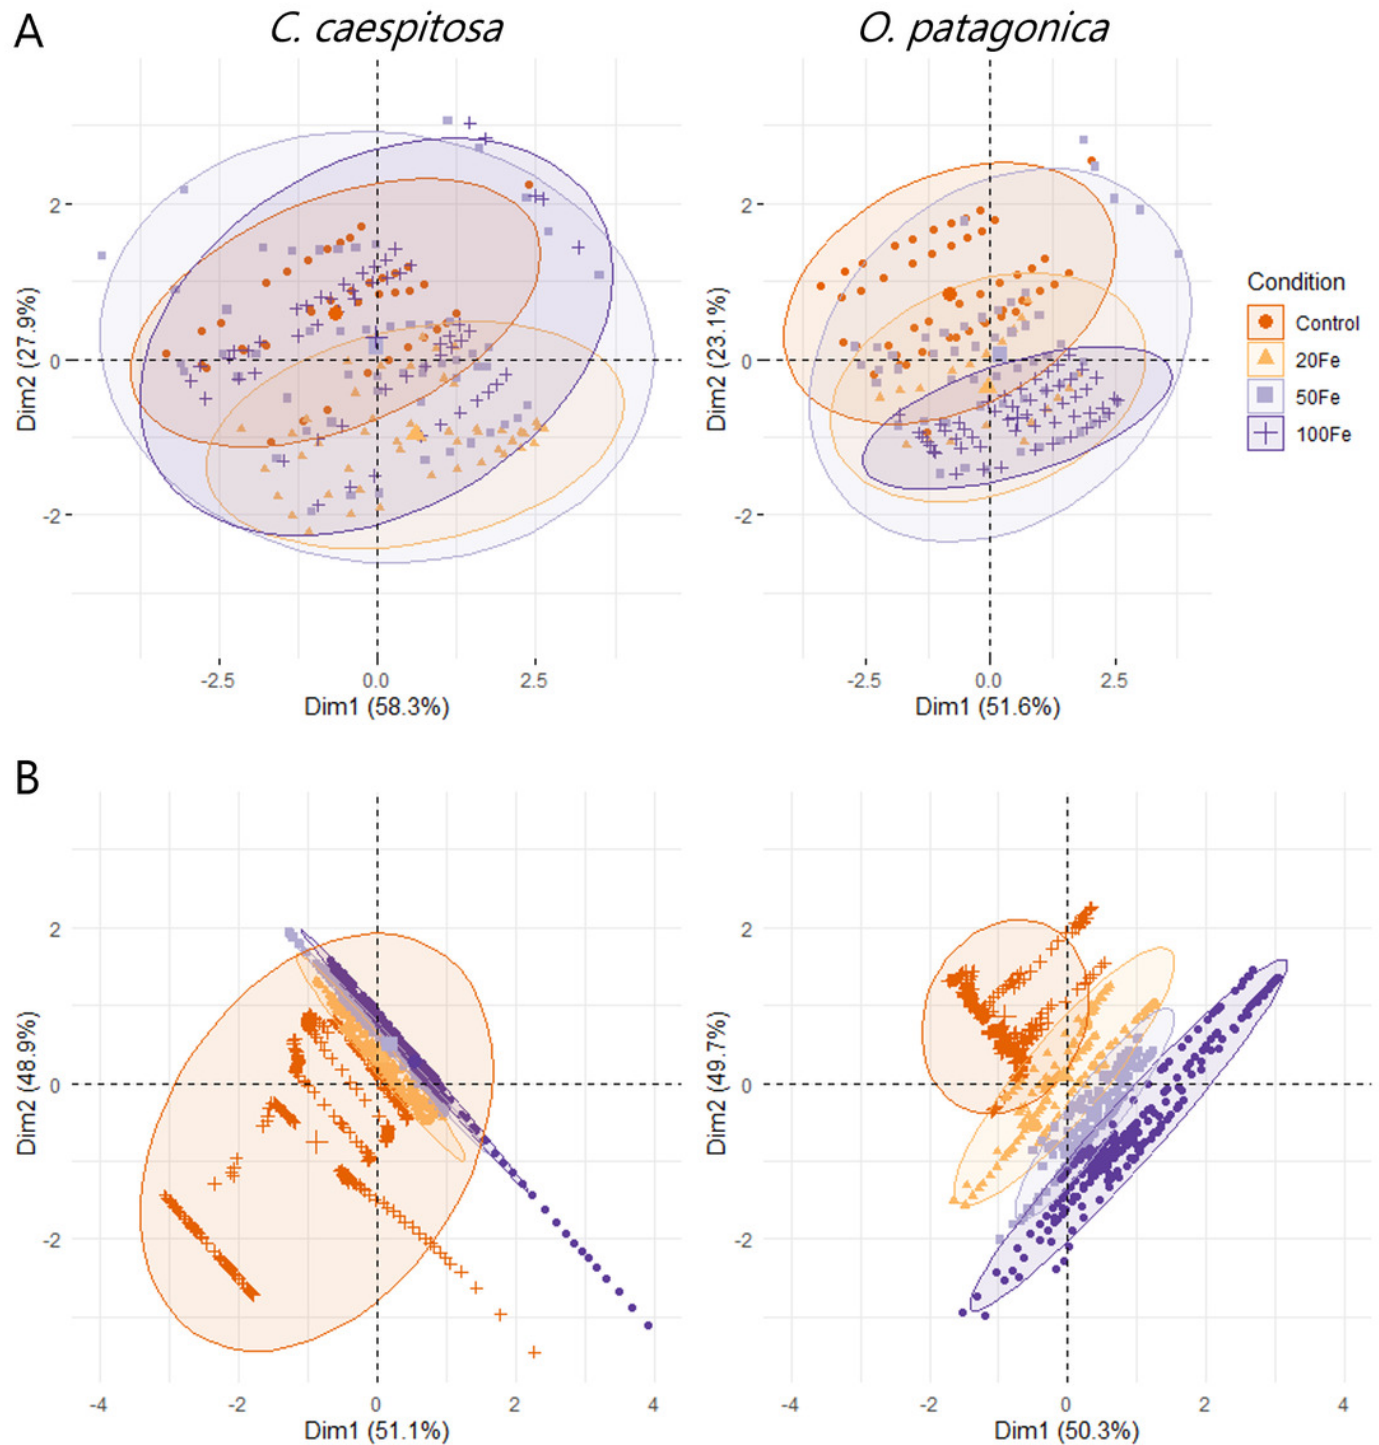 A
C. caespitosa
O. patagonica
2
0
-2
Dim2 (27.9%)
-2.5
0.0
2.5
Dim1 (58.3%)
2
0
-2
Dim2 (23.1%)
-2.5
0.0
2.5
Dim1 (51.6%)
Condition
Control
20Fe
50Fe
100Fe
B
2
0
-2
Dim2 (48.9%)
-4
-2
0
2
4
Dim1 (51.1%)
2
0
-2
Dim2 (49.7%)
-4
-2
0
2
4
Dim1 (50.3%)